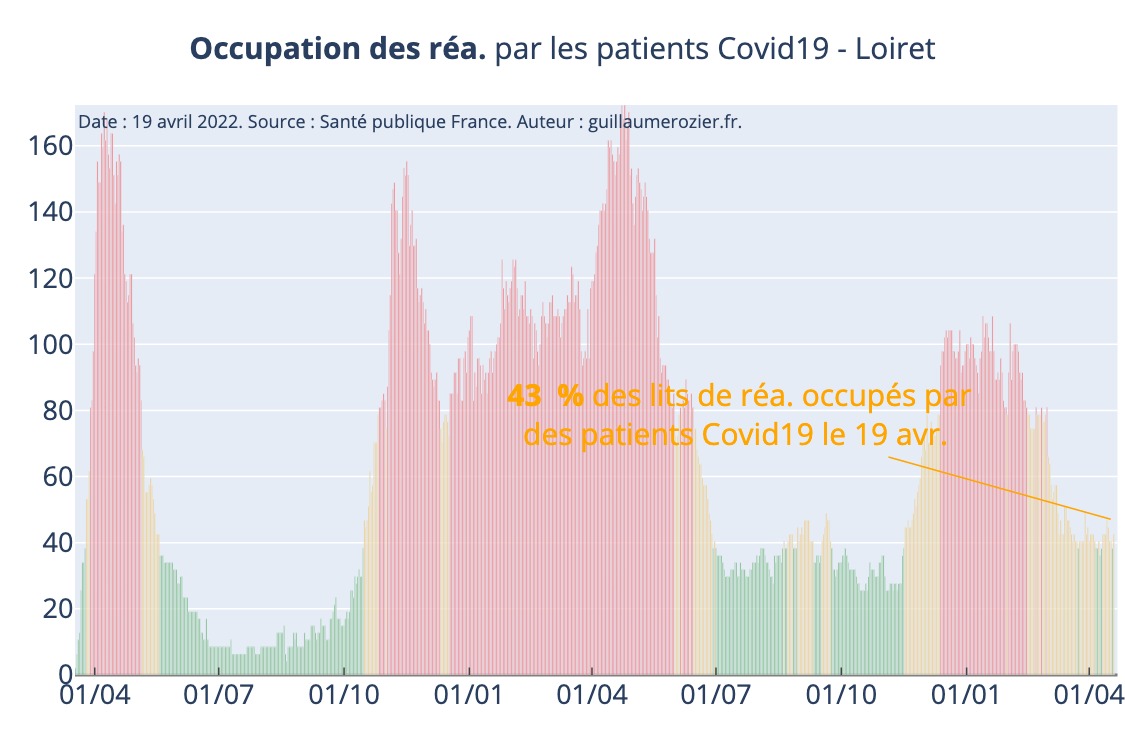 Occupation des réa. par les patients Covid19 - Loiret
Date : 19 avril 2022. Source : Santé publique France. Auteur : guillaumerozier.fr.
160
140
120
100
80
60
40
20
0
43 % des lits de réa. occupés par
des patients Covid19 le 19 avr.
01/04 01/07 01/10 01/01 01/04 01/07 01/10 01/01 01/04